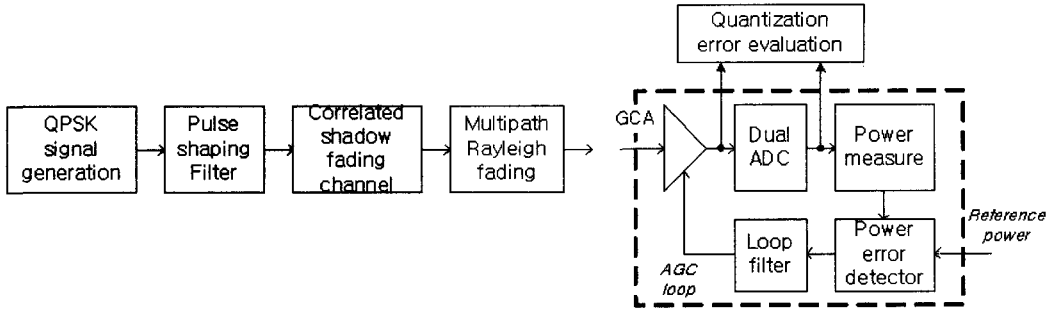 Quantization
error evaluation
QPSK
signal
generation
Pulse
shaping
Filter
Correlated
shadow
fading
channel
Multipath
Rayleigh
fading
GCA
Dual
ADC
Power
measure
Loop
filter
Power
error
detector
Reference
power
AGC
loop